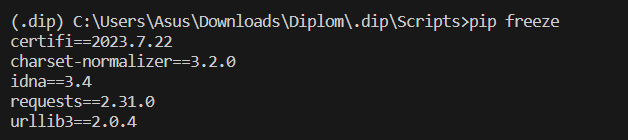 (.dip) C:\Users\Asus\Downloads\Diplom\.dip\Scripts>pip freeze
certifi==2023.7.22
charset-normalizer==3.2.0
idna==3.4
requests==2.31.0
urllib3==2.0.4